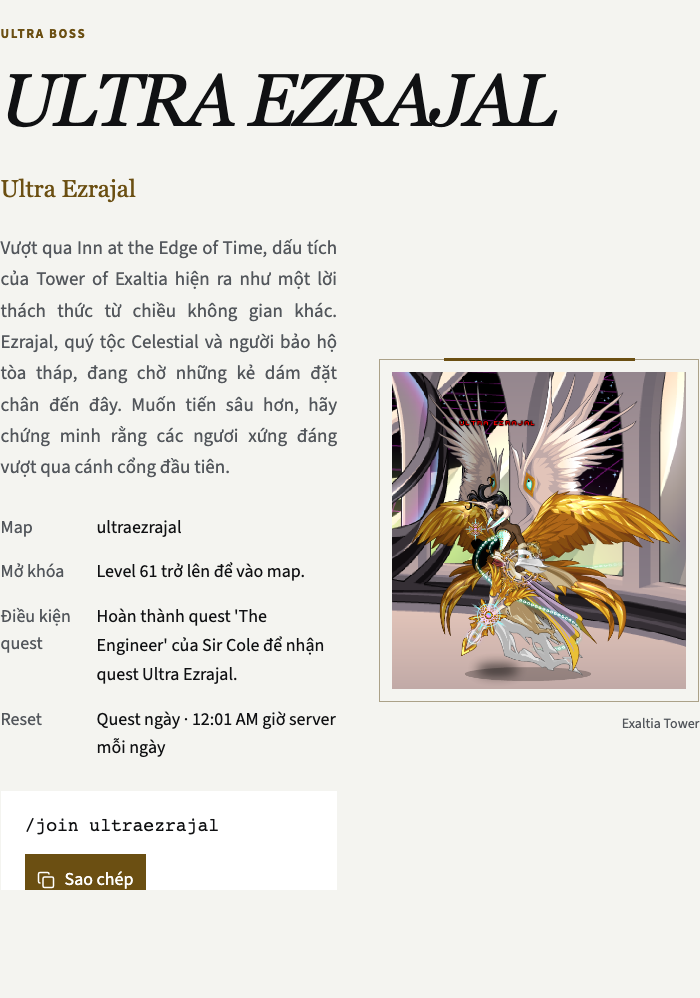 ULTRA BOSS
ULTRA EZRAJAL
Ultra Ezrajal
Vượt qua Inn at the Edge of Time, dấu tích
của Tower of Exaltia hiện ra như một lời
thách thức từ chiều không gian khác.
Ezrajal, quý tộc Celestial và người bảo hộ
tòa tháp, đang chờ những kẻ dám đặt
chân đến đây. Muốn tiến sâu hơn, hãy
chứng minh rằng các ngươi xứng đáng
vượt qua cánh cổng đầu tiên.
Map ultraezrajal
Mở khóa Level 61 trở lên để vào map.
Điều kiện quest Hoàn thành quest 'The
Engineer' của Sir Cole để nhận
quest Ultra Ezrajal.
Reset Quest ngày · 12:01 AM giờ server
mỗi ngày
/join ultraezrajal
Sao chép
ULTRA EZRAJAL
Exaltia Tower